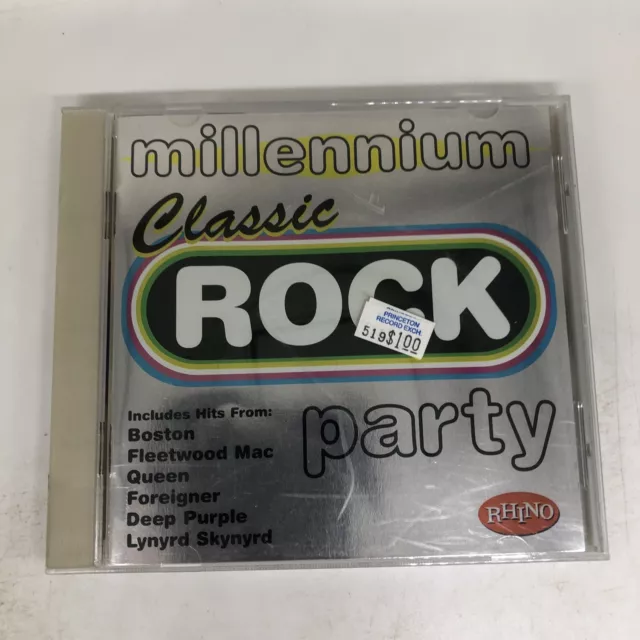 millennium
Classic
ROCK
PRINCETON
RECORD EXCH.
519$1.00
party
Includes Hits From:
Boston
Fleetwood Mac
Queen
Foreigner
Deep Purple
Lynyrd Skynyrd
RHINO